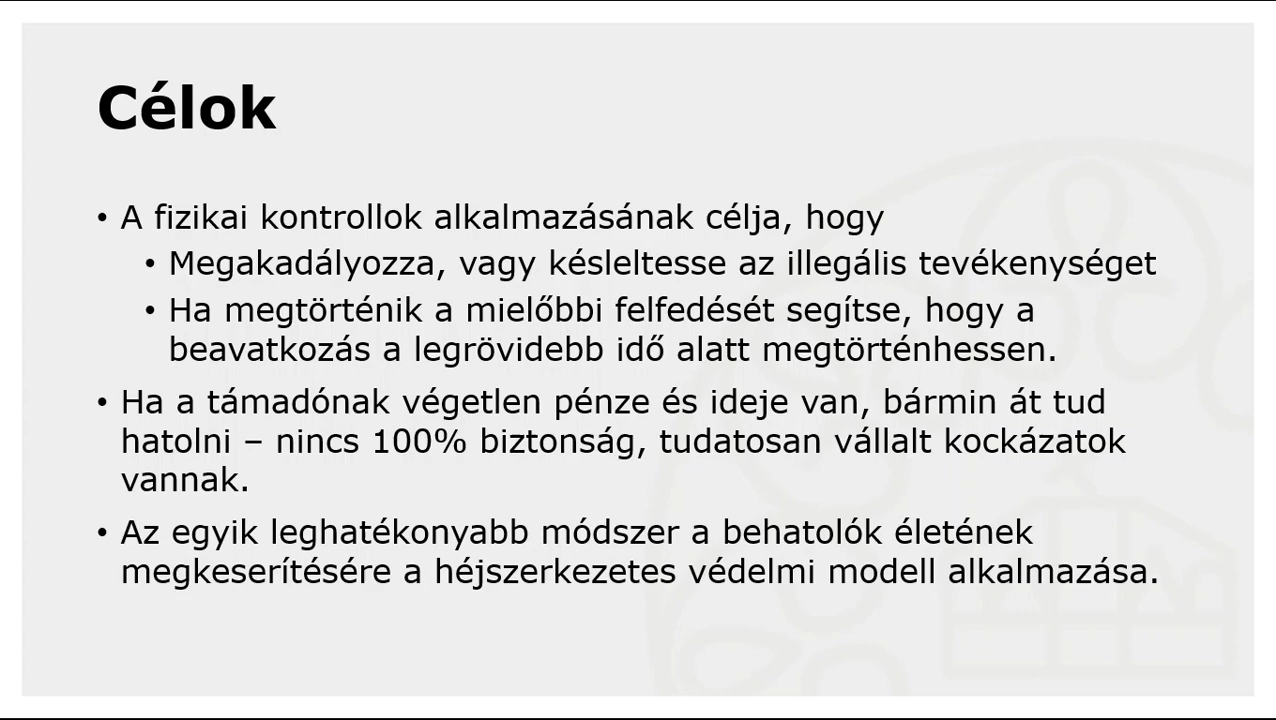 Célok
• A fizikai kontrollok alkalmazásának célja, hogy
• Megakadályozza, vagy késleltesse az illegális tevékenységet
• Ha megtörténik a mielőbbi felfedését segítse, hogy a
beavatkozás a legrövidebb idő alatt megtörténhessen.
• Ha a támadónak végetlen pénze és ideje van, bármin át tud
hatolni – nincs 100% biztonság, tudatosan vállalt kockázatok
vannak.
• Az egyik leghatékonyabb módszer a behatolók életének
megkeserítésére a héjszerkezetes védelmi modell alkalmazása.